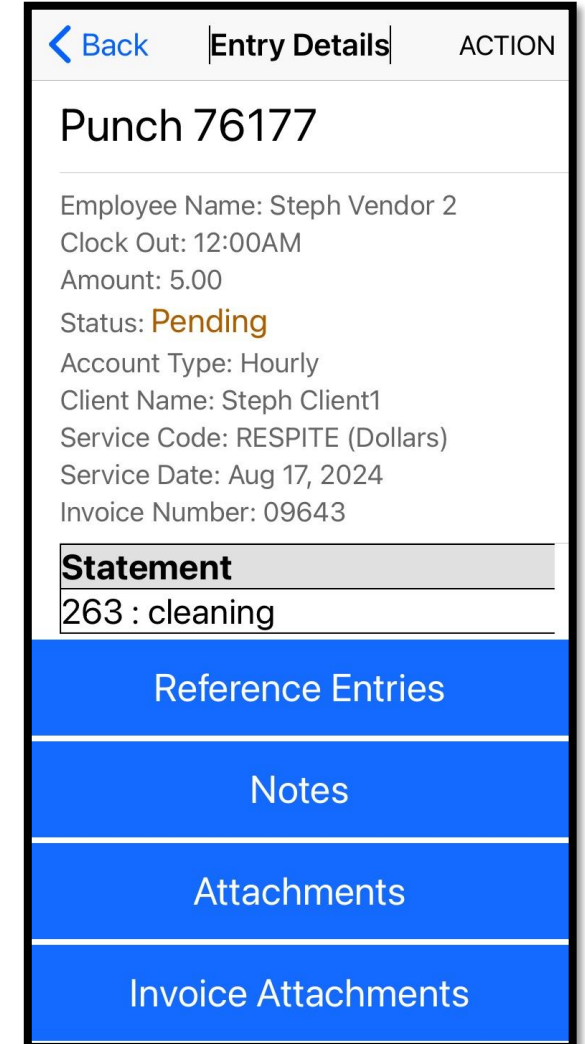 Back Entry Details ACTION
Punch 76177
Employee Name: Steph Vendor 2
Clock Out: 12:00AM
Amount: 5.00
Status: Pending
Account Type: Hourly
Client Name: Steph Client1
Service Code: RESPITE (Dollars)
Service Date: Aug 17, 2024
Invoice Number: 09643
Statement
263 : cleaning
Reference Entries
Notes
Attachments
Invoice Attachments